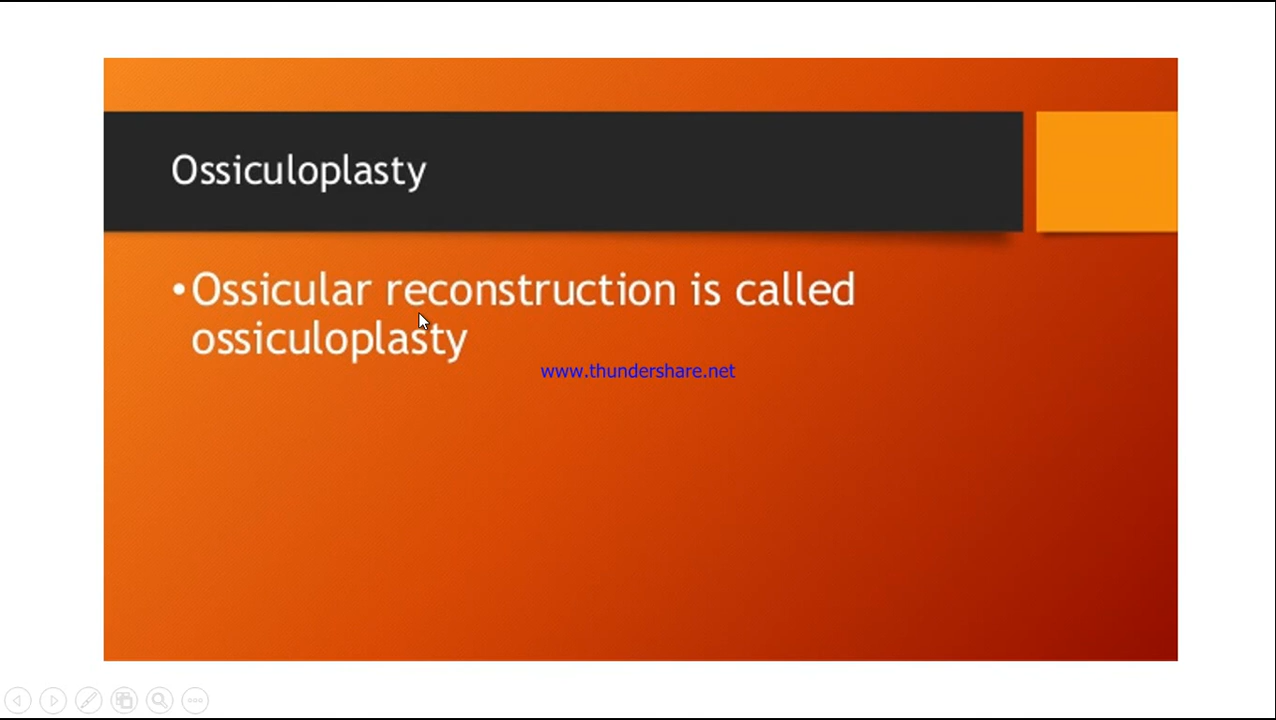 Ossiculoplasty
•Ossicular reconstruction is called
ossiculoplasty
www.thundershare.net